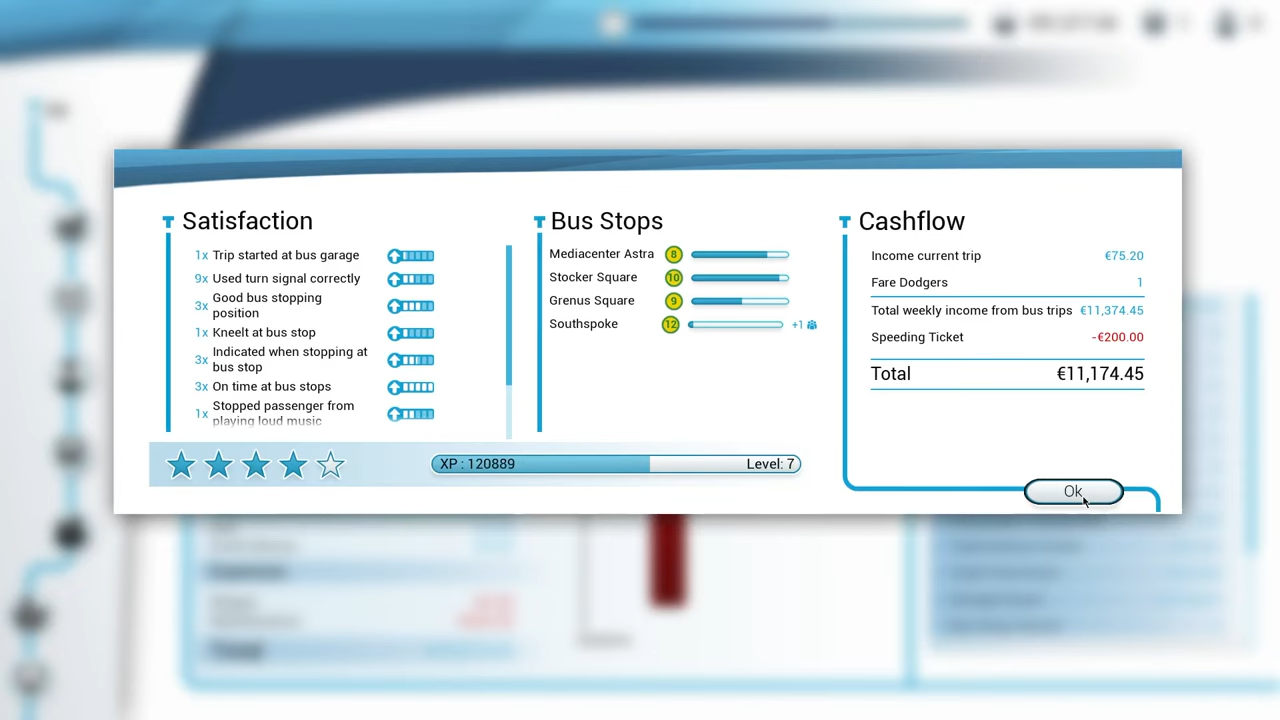 Satisfaction
1x Trip started at bus garage
9x Used turn signal correctly
3x Good bus stopping
position
1x Kneelt at bus stop
3x Indicated when stopping at
bus stop
3x On time at bus stops
1x Stopped passenger from
playing loud music
XP : 120889 Level: 7
Bus Stops
Mediacenter Astra 8
Stocker Square 10
Grenus Square 9
Southspoke 12 +1
Cashflow
Income current trip €75.20
Fare Dodgers 1
Total weekly income from bus trips €11,374.45
Speeding Ticket -€200.00
Total €11,174.45
Ok